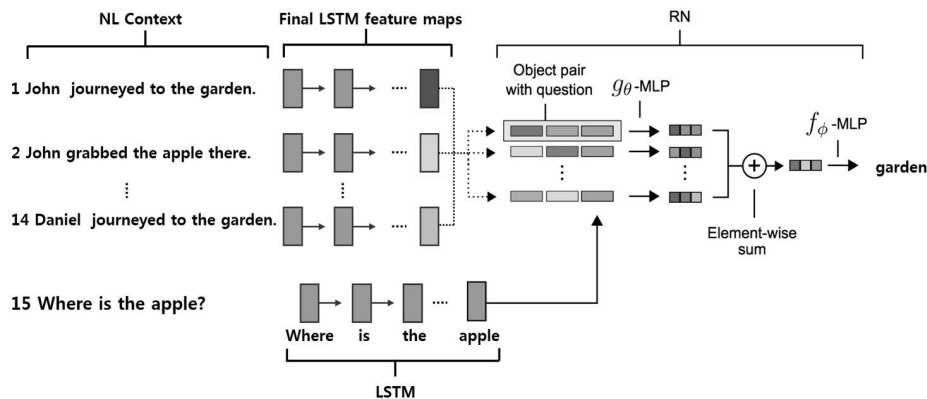 NL Context
Final LSTM feature maps
RN
1 John journeyed to the garden.
2 John grabbed the apple there.
14 Daniel journeyed to the garden.
Object pair
with question
gθ-MLP
fϕ-MLP
garden
Element-wise
sum
15 Where is the apple?
Where is the apple
LSTM